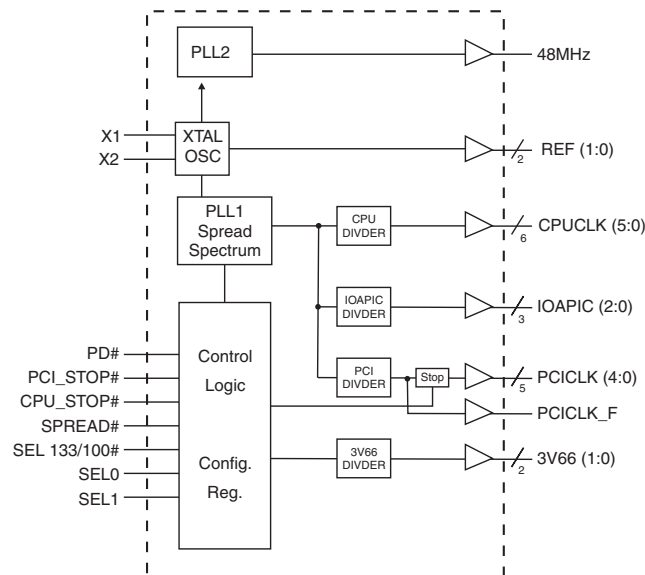 PLL2
48MHz
X1
X2
XTAL
OSC
2
REF (1:0)
PLL1
Spread
Spectrum
CPU
DIVDER
6
CPUCLK (5:0)
IOAPIC
DIVDER
3
IOAPIC (2:0)
PD#
PCI_STOP#
CPU_STOP#
SPREAD#
SEL 133/100#
SEL0
SEL1
Control
Logic
Config.
Reg.
PCI
DIVDER
Stop
5
PCICLK (4:0)
PCICLK_F
3V66
DIVDER
2
3V66 (1:0)